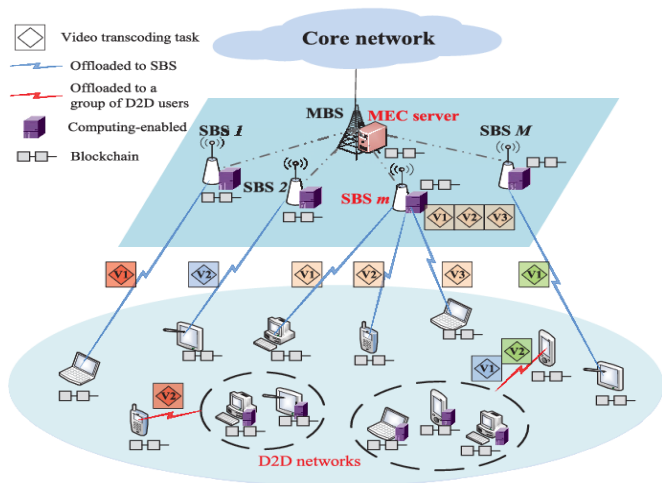 Core network
Video transcoding task
Offloaded to SBS
Offloaded to a
group of D2D users
Computing-enabled
Blockchain
MBS
MEC server
SBS 1
SBS 2
SBS m
SBS M
V1 V2 V3
V1
V2
V1
V2
V3
V1
V2
V1
V2
D2D networks